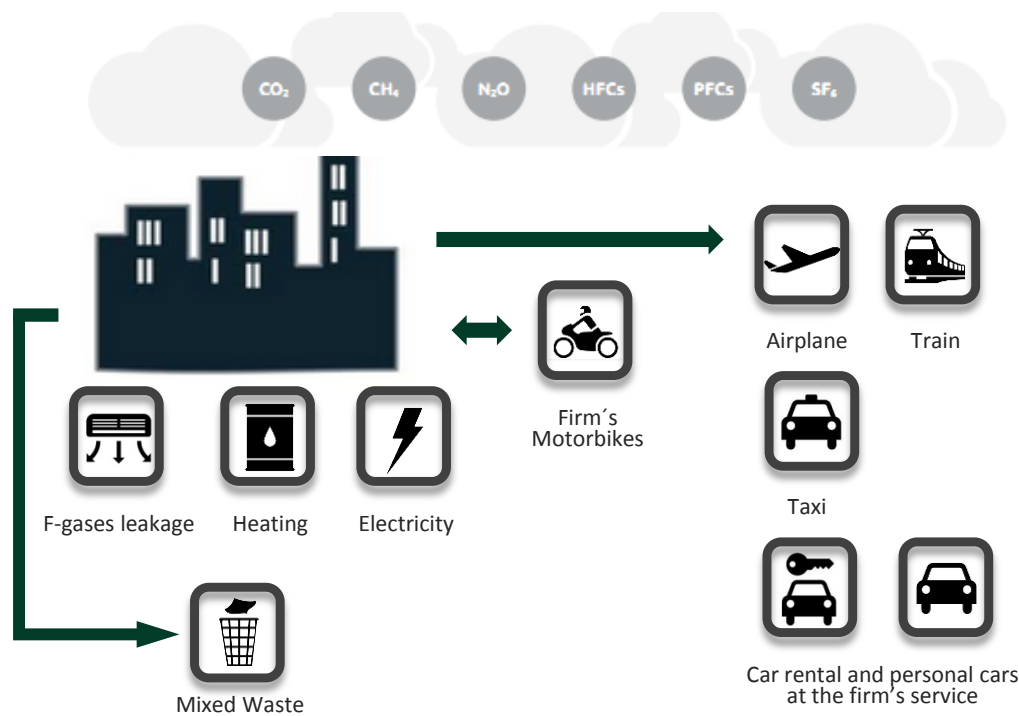 CO₂ CH₄ N₂O HFCs PFCs SF₆
Airplane Train
Firm´s
Motorbikes
Taxi
F-gases leakage Heating Electricity
Car rental and personal cars
at the firm’s service
Mixed Waste